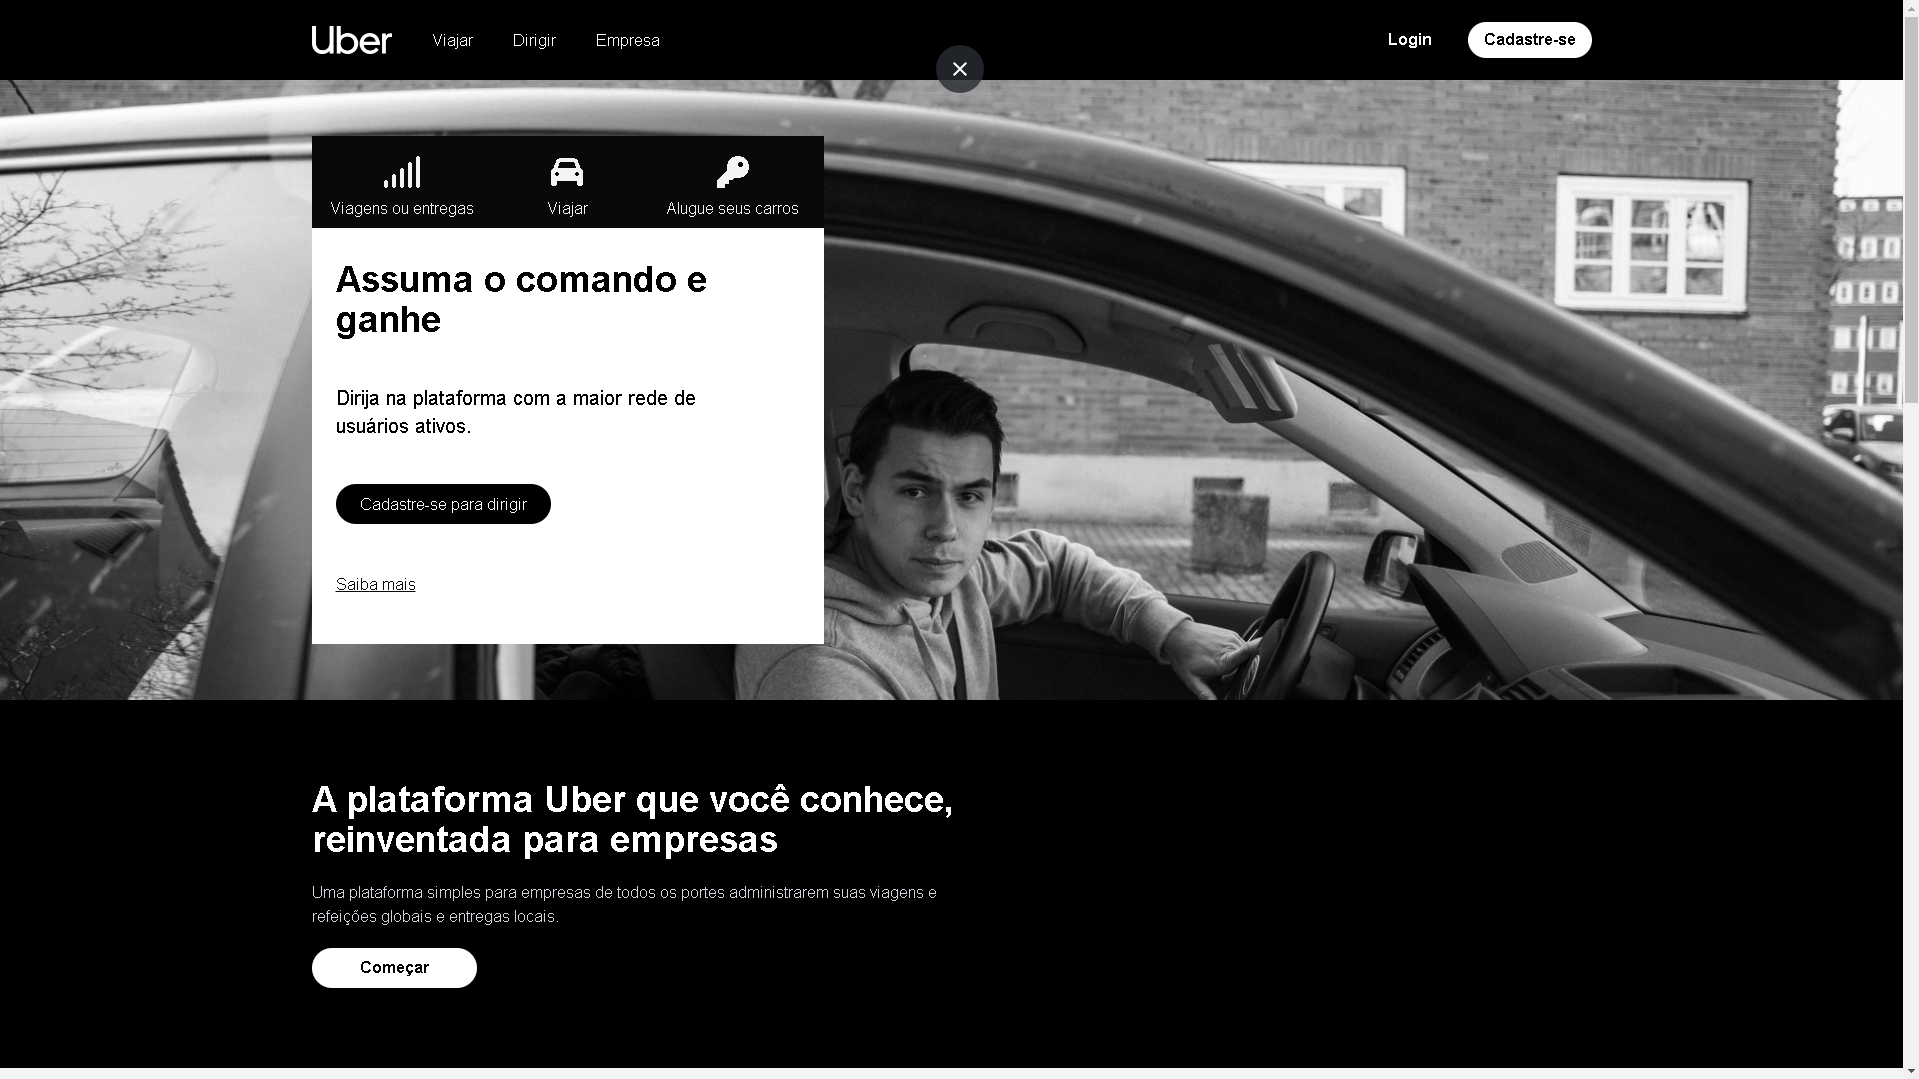 Uber
Viajar
Dirigir
Empresa
Login
Cadastre-se
Viagens ou entregas
Viajar
Alugue seus carros
Assuma o comando e
ganhe
Dirija na plataforma com a maior rede de
usuários ativos.
Cadastre-se para dirigir
Saiba mais
A plataforma Uber que você conhece,
reinventada para empresas
Uma plataforma simples para empresas de todos os portes administrarem suas viagens e
refeições globais e entregas locais.
Começar